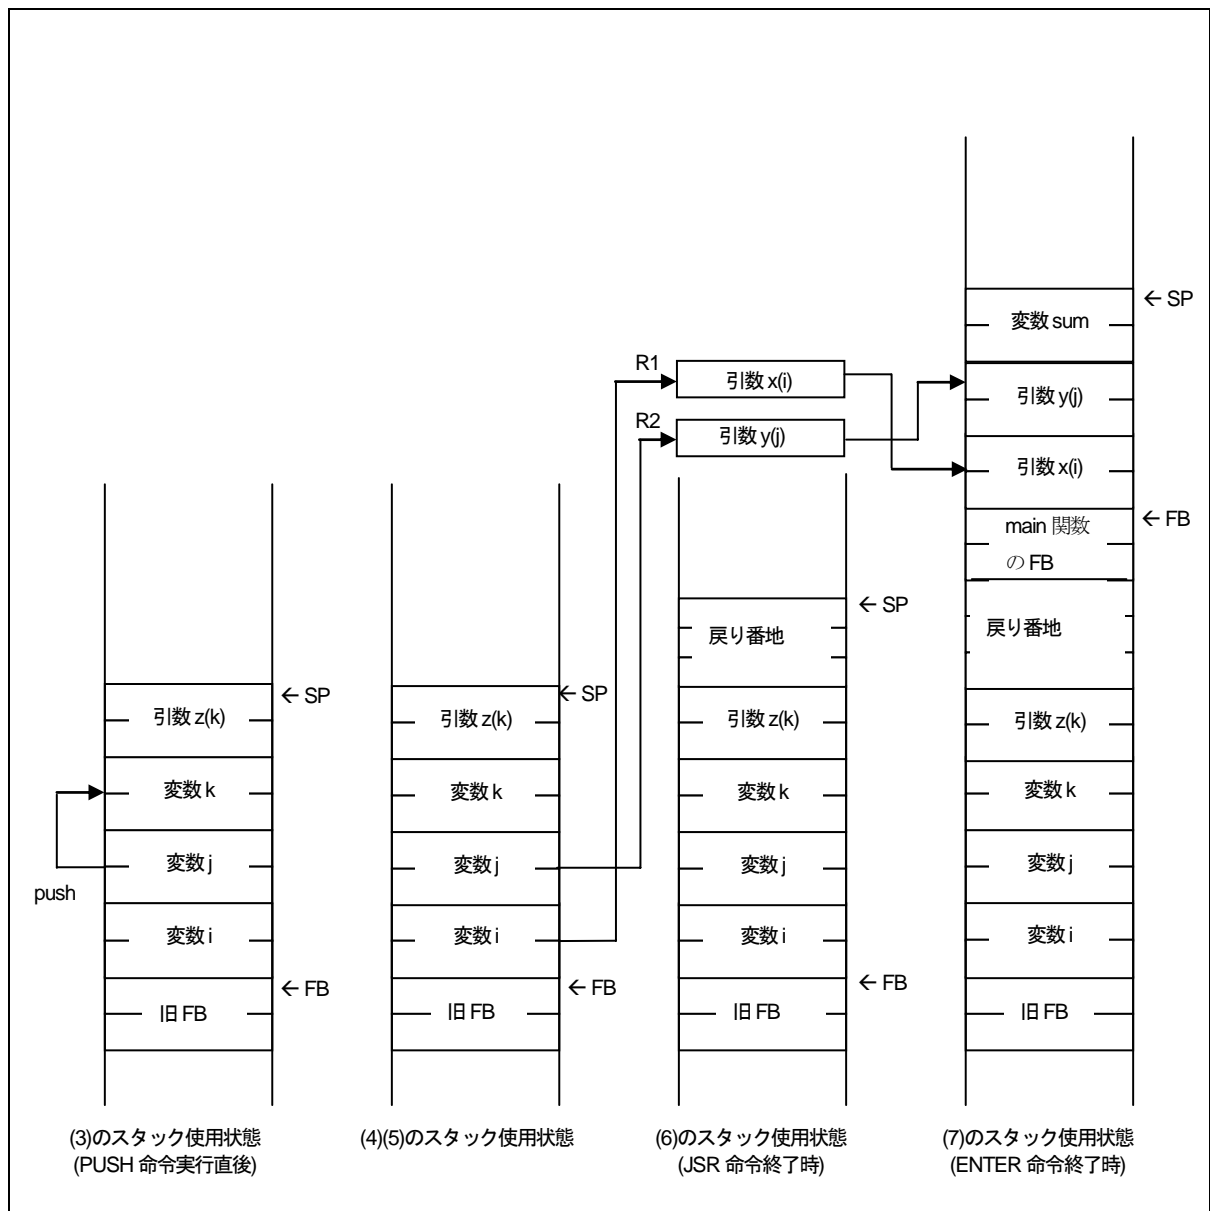 ← SP
変数 sum
R1
引数 x(i)
引数 y(j)
R2
引数 y(j)
引数 x(i)
main 関数
の FB
← FB
← SP
戻り番地
戻り番地
← SP
← SP
引数 z(k)
引数 z(k)
引数 z(k)
引数 z(k)
変数 k
変数 k
変数 k
変数 k
変数 j
変数 j
変数 j
変数 j
push
変数 i
変数 i
変数 i
変数 i
← FB
← FB
← FB
旧 FB
旧 FB
旧 FB
旧 FB
(3)のスタック使用状態
(PUSH 命令実行直後)
(4)(5)のスタック使用状態
(6)のスタック使用状態
(JSR 命令終了時)
(7)のスタック使用状態
(ENTER 命令終了時)